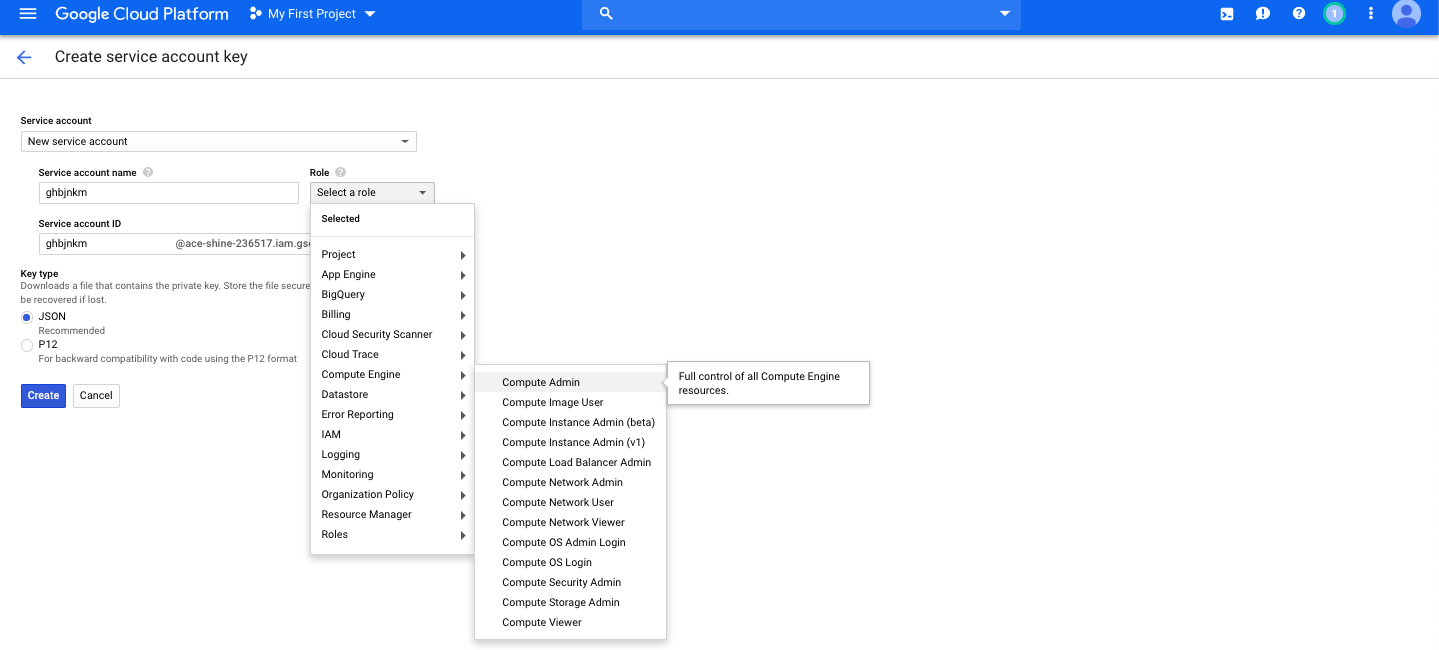 Google Cloud Platform
My First Project
1
Create service account key
Service account
New service account
Service account name
Role
ghbjnkm
Select a role
Selected
Service account ID
ghbjnkm
@ace-shine-236517.iam.gs
Key type
Downloads a file that contains the private key. Store the file secure
be recovered if lost.
JSON
Recommended
P12
For backward compatibility with code using the P12 format
Create
Cancel
Project
App Engine
BigQuery
Billing
Cloud Security Scanner
Cloud Trace
Compute Engine
Datastore
Error Reporting
IAM
Logging
Monitoring
Organization Policy
Resource Manager
Roles
Compute Admin
Compute Image User
Compute Instance Admin (beta)
Compute Instance Admin (v1)
Compute Load Balancer Admin
Compute Network Admin
Compute Network User
Compute Network Viewer
Compute OS Admin Login
Compute OS Login
Compute Security Admin
Compute Storage Admin
Compute Viewer
Full control of all Compute Engine
resources.